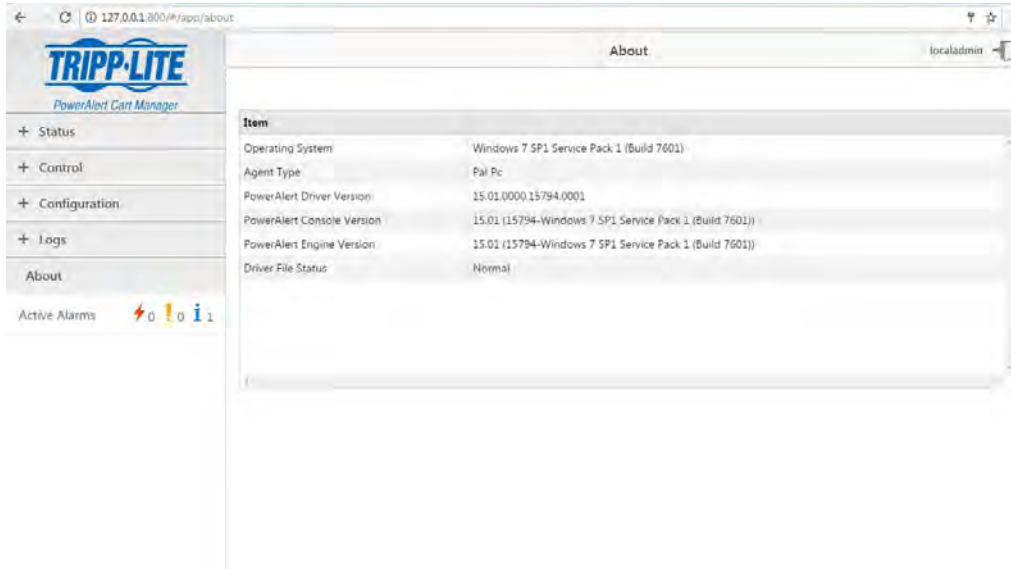 127.0.0.1:800/#/app/about
TRIPP·LITE
PowerAlert Cart Manager
About
localadmin
+ Status
+ Control
+ Configuration
+ Logs
About
Active Alarms 0 0 1
Item
Operating System Windows 7 SP1 Service Pack 1 (Build 7601)
Agent Type Pal Pc
PowerAlert Driver Version 15.01.0000.15794.0001
PowerAlert Console Version 15.01 (15794-Windows 7 SP1 Service Pack 1 (Build 7601))
PowerAlert Engine Version 15.01 (15794-Windows 7 SP1 Service Pack 1 (Build 7601))
Driver File Status Normal